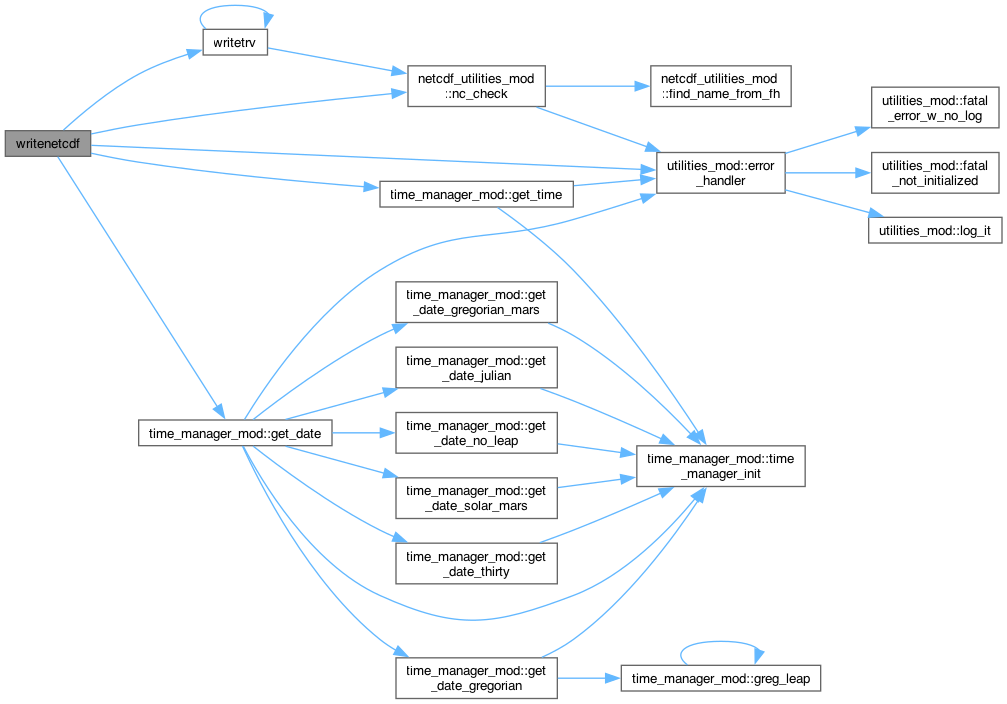 writetrv
netcdf_utilities_mod
::nc_check
netcdf_utilities_mod
::find_name_from_fh
utilities_mod::fatal
_error_w_no_log
writenetcdf
utilities_mod::error
_handler
utilities_mod::fatal
_not_initialized
time_manager_mod::get_time
utilities_mod::log_it
time_manager_mod::get
_date_gregorian_mars
time_manager_mod::get
_date_julian
time_manager_mod::get_date
time_manager_mod::get
_date_no_leap
time_manager_mod::time
_manager_init
time_manager_mod::get
_date_solar_mars
time_manager_mod::get
_date_thirty
time_manager_mod::get
_date_gregorian
time_manager_mod::greg_leap